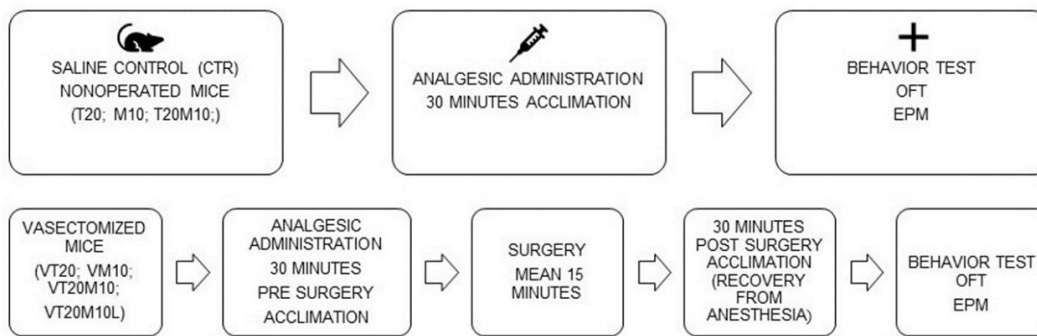 SALINE CONTROL (CTR)
NONOPERATED MICE
(T20; M10; T20M10;)
ANALGESIC ADMINISTRATION
30 MINUTES ACCLIMATION
BEHAVIOR TEST
OFT
EPM
VASECTOMIZED
MICE
(VT20; VM10;
VT20M10;
VT20M10L)
ANALGESIC
ADMINISTRATION
30 MINUTES
PRE SURGERY
ACCLIMATION
SURGERY
MEAN 15
MINUTES
30 MINUTES
POST SURGERY
ACCLIMATION
(RECOVERY
FROM
ANESTHESIA)
BEHAVIOR TEST
OFT
EPM